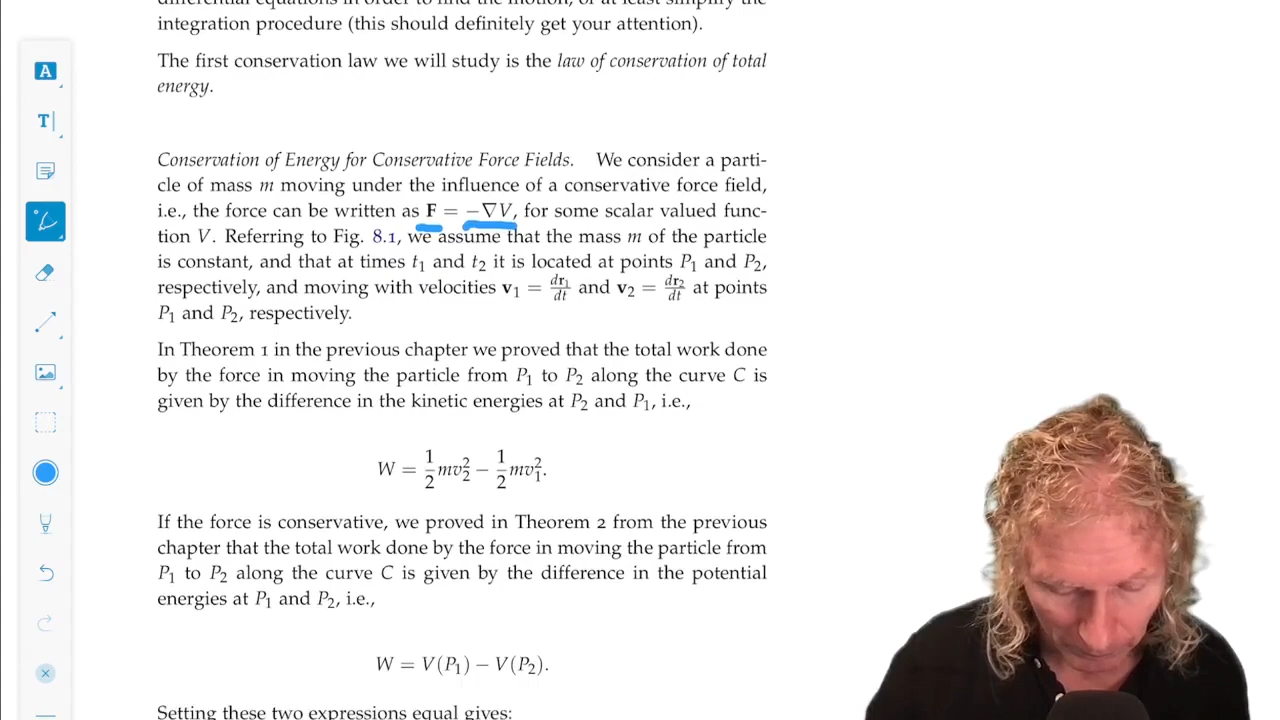 differential equations in order to find the motion, or at least simplify the
integration procedure (this should definitely get your attention).
The first conservation law we will study is the law of conservation of total
energy.
Conservation of Energy for Conservative Force Fields. We consider a parti-
cle of mass m moving under the influence of a conservative force field,
i.e., the force can be written as F = −∇V, for some scalar valued func-
tion V. Referring to Fig. 8.1, we assume that the mass m of the particle
is constant, and that at times t₁ and t₂ it is located at points P₁ and P₂,
respectively, and moving with velocities v₁ = dr₁/dt and v₂ = dr₂/dt at points
P₁ and P₂, respectively.
In Theorem 1 in the previous chapter we proved that the total work done
by the force in moving the particle from P₁ to P₂ along the curve C is
given by the difference in the kinetic energies at P₂ and P₁, i.e.,
W = 1/2 mv₂² − 1/2 mv₁².
If the force is conservative, we proved in Theorem 2 from the previous
chapter that the total work done by the force in moving the particle from
P₁ to P₂ along the curve C is given by the difference in the potential
energies at P₁ and P₂, i.e.,
W = V(P₁) − V(P₂).
Setting these two expressions equal gives:
A
T